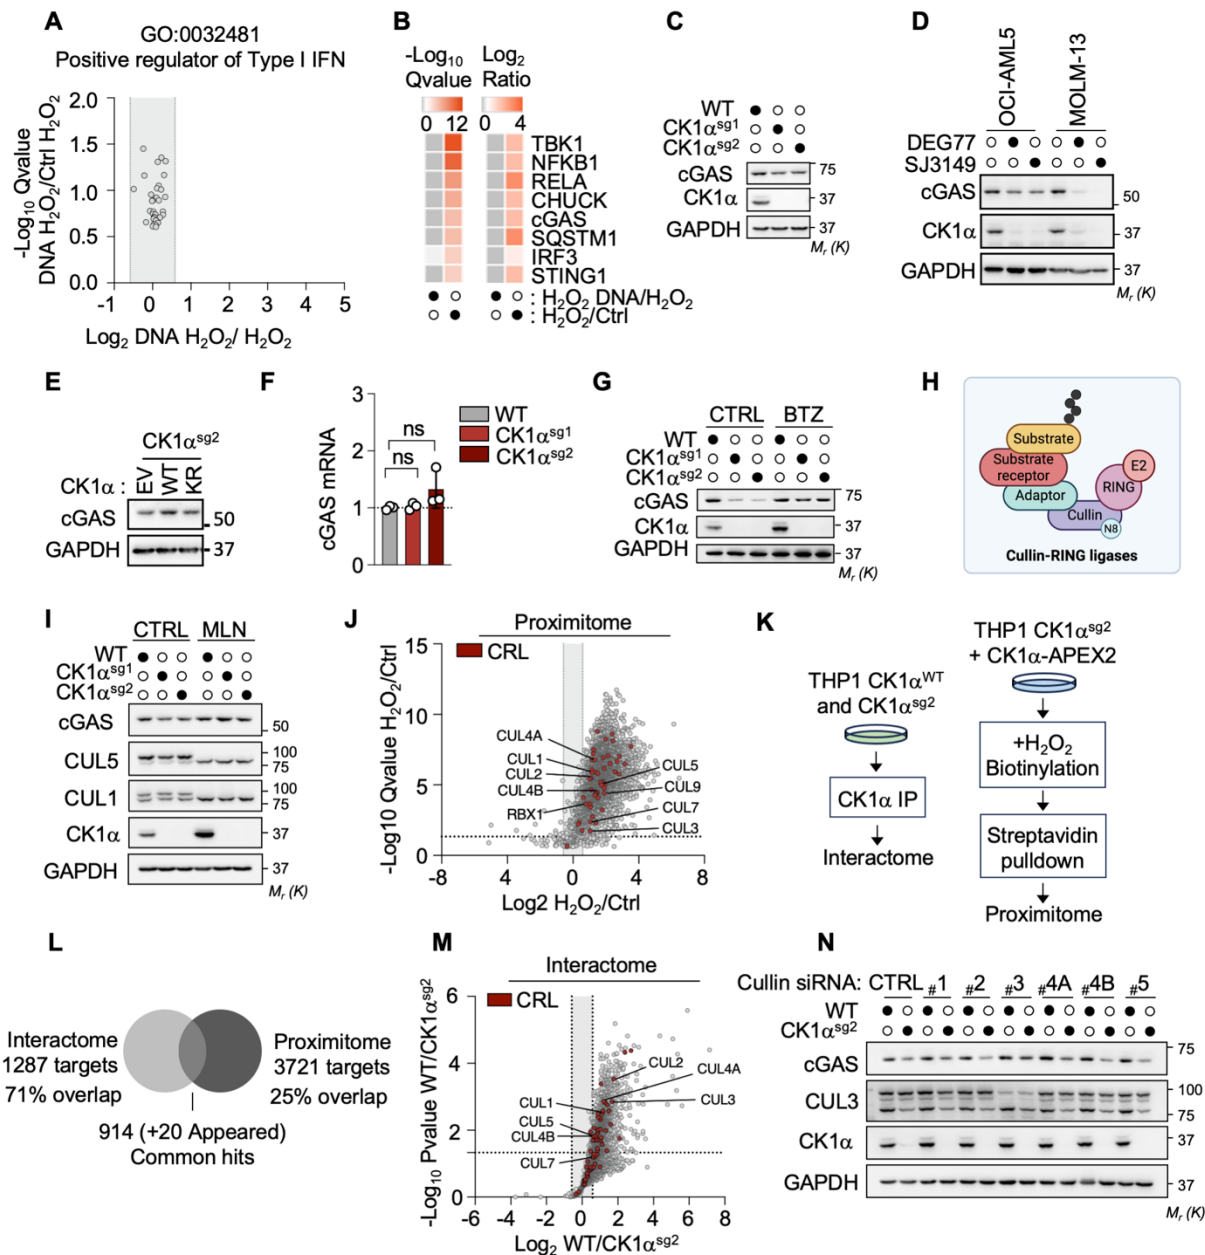 A
GO:0032481
Positive regulator of Type I IFN
-Log10 Qvalue
DNA H2O2/Ctrl H2O2
2.0
1.5
1.0
0.5
0.0
-1 0 1 2 3 4 5
Log2 DNA H2O2/ H2O2
B
-Log10 Qvalue
Log2 Ratio
0 12 0 4
TBK1
NFKB1
RELA
CHUCK
cGAS
SQSTM1
IRF3
STING1
: H2O2 DNA/H2O2
: H2O2/Ctrl
C
WT
CK1αsg1
CK1αsg2
cGAS 75
CK1α 37
GAPDH 37
Mr (K)
D
OCI-AML5
MOLM-13
DEG77
SJ3149
cGAS 50
CK1α 37
GAPDH 37
Mr (K)
E
CK1αsg2
CK1α : EV WT KR
cGAS 50
GAPDH 37
F
cGAS mRNA
3
2
1
0
ns
ns
WT
CK1αsg1
CK1αsg2
G
CTRL BTZ
WT
CK1αsg1
CK1αsg2
cGAS 75
CK1α 37
GAPDH 37
Mr (K)
H
Substrate
Substrate receptor
Adaptor
Cullin
RING
E2
N8
Cullin-RING ligases
I
CTRL MLN
WT
CK1αsg1
CK1αsg2
cGAS 50
CUL5 100
75
CUL1 100
75
CK1α 37
GAPDH 37
Mr (K)
J
Proximitome
CRL
-Log10 Qvalue H2O2/Ctrl
15
10
5
0
CUL4A
CUL1
CUL2
CUL4B
RBX1
CUL5
CUL9
CUL7
CUL3
-8 -4 0 4 8
Log2 H2O2/Ctrl
K
THP1 CK1αWT
and CK1αsg2
CK1α IP
Interactome
THP1 CK1αsg2
+ CK1α-APEX2
+H2O2
Biotinylation
Streptavidin
pulldown
Proximitome
L
Interactome
1287 targets
71% overlap
Proximitome
3721 targets
25% overlap
914 (+20 Appeared)
Common hits
M
Interactome
CRL
-Log10 Pvalue WT/CK1αsg2
6
4
2
0
CUL2
CUL4A
CUL3
CUL1
CUL5
CUL4B
CUL7
-6 -4 -2 0 2 4 6 8
Log2 WT/CK1αsg2
N
Cullin siRNA: CTRL #1 #2 #3 #4A #4B #5
WT
CK1αsg2
cGAS 75
CUL3 100
75
CK1α 37
GAPDH 37
Mr (K)